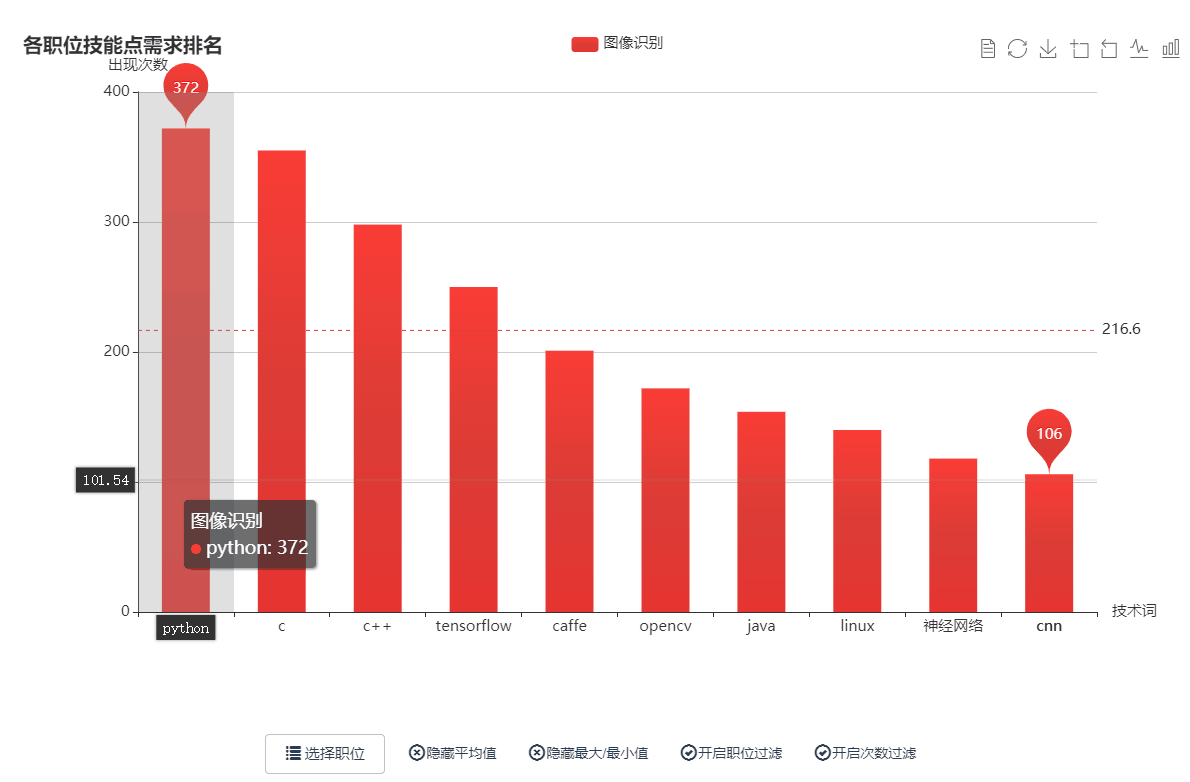 各职位技能点需求排名
图像识别
出现次数
372
400
300
216.6
200
106
101.54
图像识别
python: 372
0
技术词
python c c++ tensorflow caffe opencv java linux 神经网络 cnn
选择职位 隐藏平均值 隐藏最大/最小值 开启职位过滤 开启次数过滤